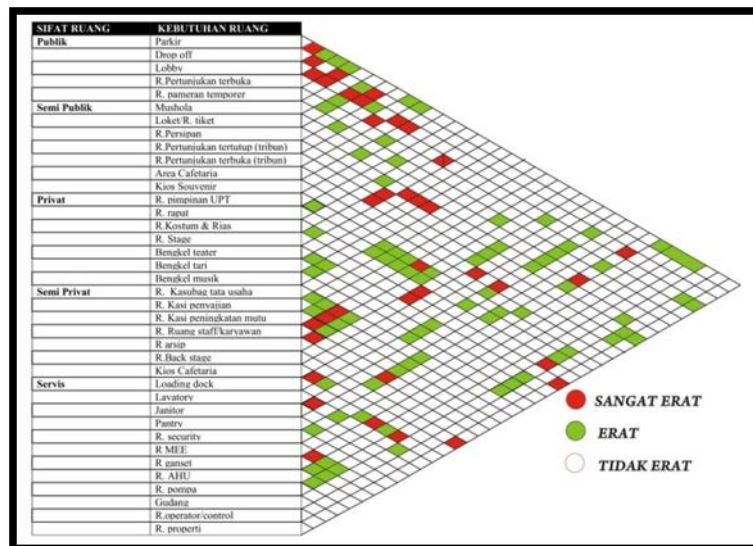 SIFAT RUANG KEBUTUHAN RUANG
Publik Parkir
Drop off
Lobby
R.Pertunjukan terbuka
R. pameran temporer
Semi Publik Mushola
Loket/R. tiket
R.Persipan
R.Pertunjukan tertutup (tribun)
R.Pertunjukan terbuka (tribun)
Area Cafetaria
Kios Souvenir
Privat R. pimpinan UPT
R. rapat
R.Kostum & Rias
R. Stage
Bengkel teater
Bengkel tari
Bengkel musik
Semi Privat R. Kasubag tata usaha
R. Kasi penyajian
R. Kasi peningkatan mutu
R. Ruang staff/karyawan
R arsip
R.Back stage
Kios Cafetaria
Servis Loading dock
Lavatory
Janitor
Pantry
R. security
R MEE
R ganset
R. AHU
R. pompa
Gudang
R.operator/control
R. properti
SANGAT ERAT
ERAT
TIDAK ERAT